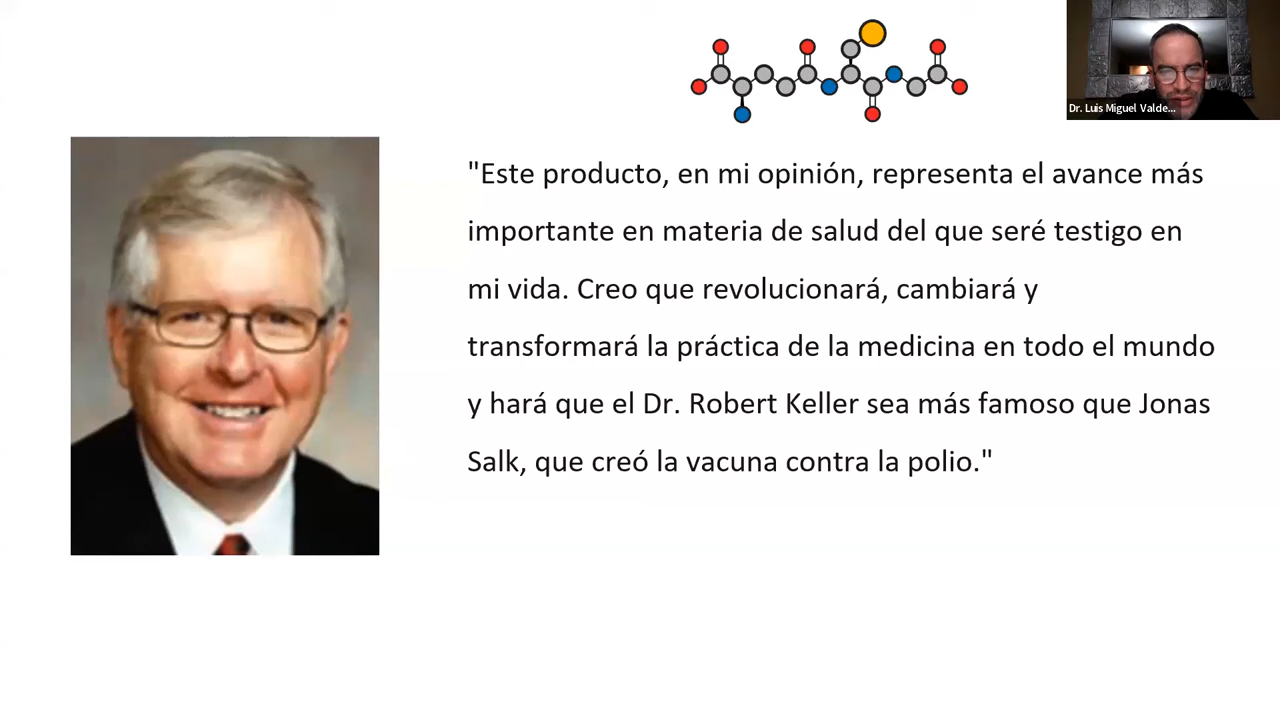 Dr. Luis Miguel Valde...
"Este producto, en mi opinión, representa el avance más
importante en materia de salud del que seré testigo en
mi vida. Creo que revolucionará, cambiará y
transformará la práctica de la medicina en todo el mundo
y hará que el Dr. Robert Keller sea más famoso que Jonas
Salk, que creó la vacuna contra la polio."